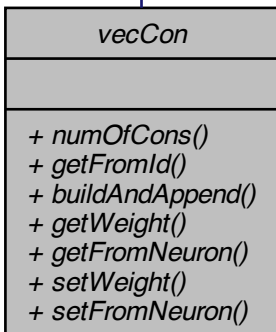 vecCon
+ numOfCons()
+ getFromId()
+ buildAndAppend()
+ getWeight()
+ getFromNeuron()
+ setWeight()
+ setFromNeuron()